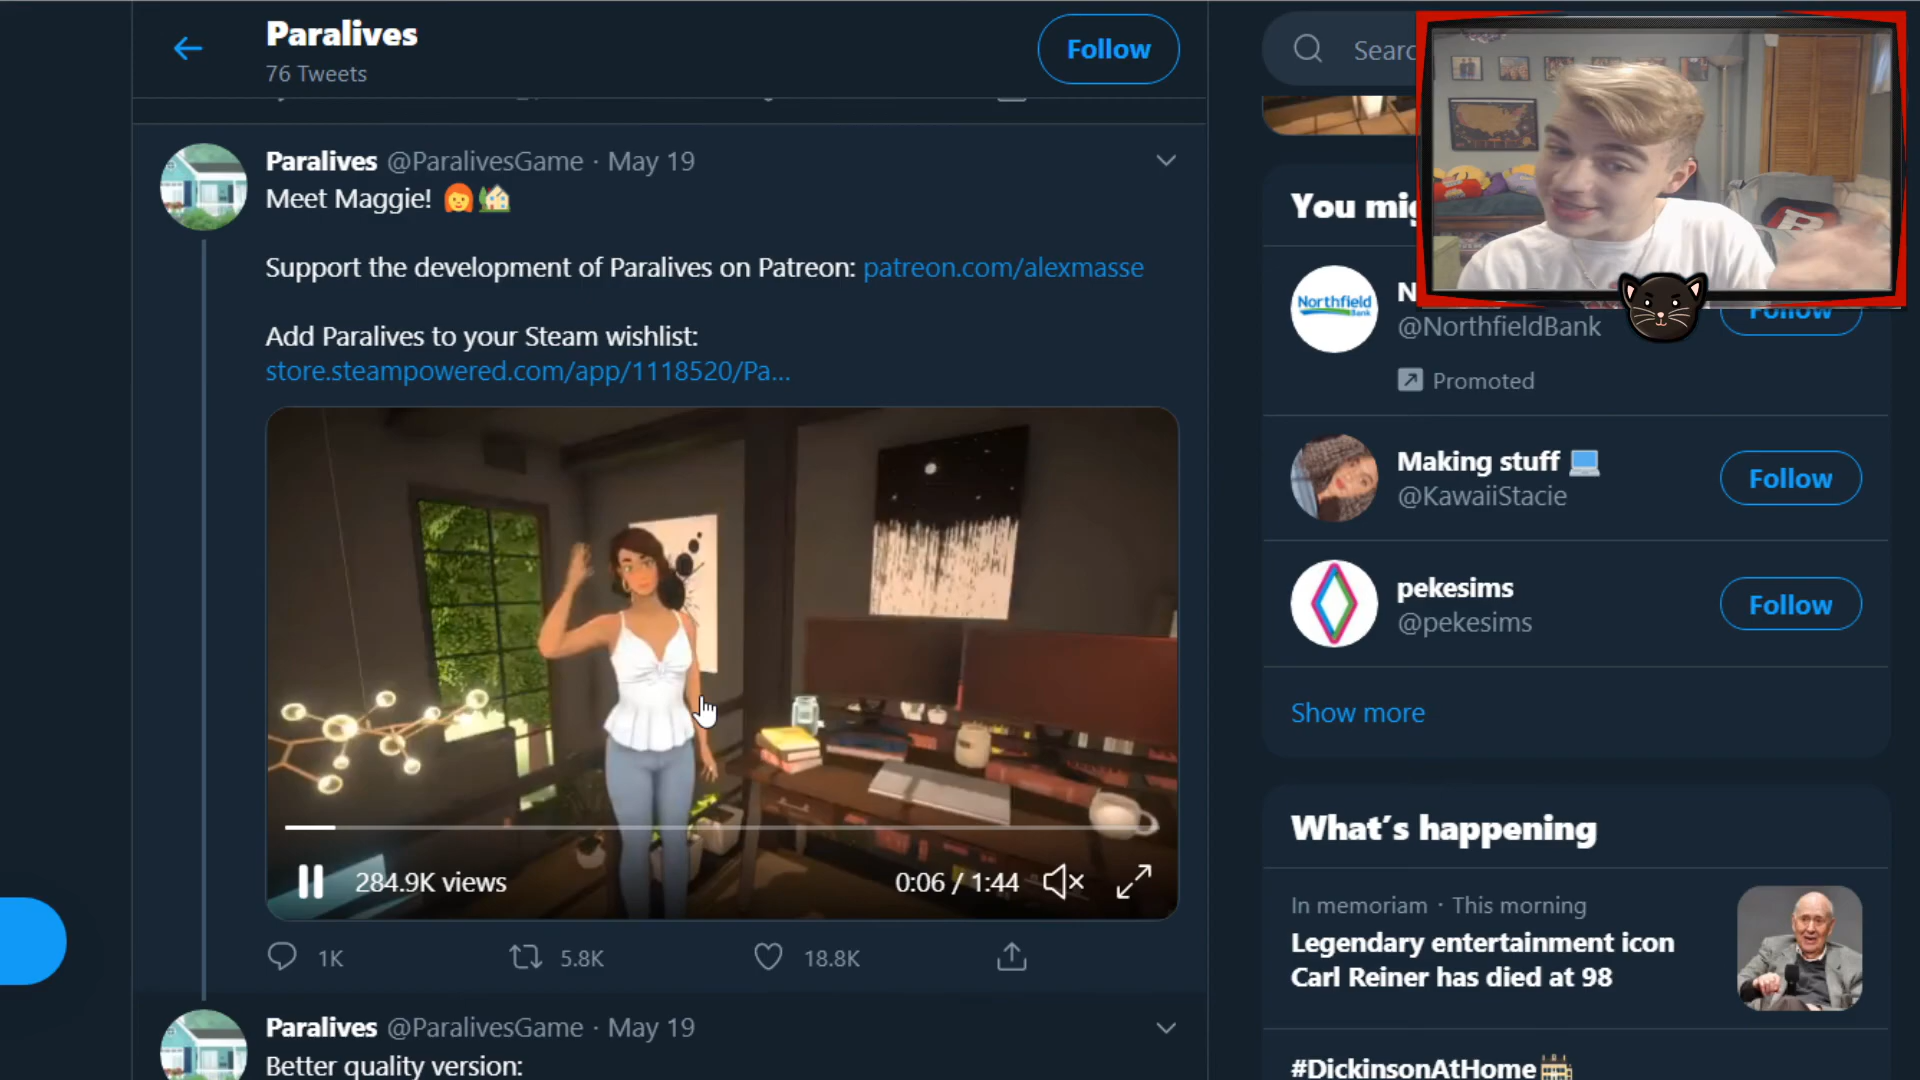 Paralives
76 Tweets
Follow
Searc
Paralives @ParalivesGame · May 19
Meet Maggie!
Support the development of Paralives on Patreon: patreon.com/alexmasse
Add Paralives to your Steam wishlist:
store.steampowered.com/app/1118520/Pa...
284.9K views
0:06 / 1:44
1K
5.8K
18.8K
Paralives @ParalivesGame · May 19
Better quality version:
You mig
Northfield
Bank
N
@NorthfieldBank
Follow
Promoted
Making stuff
@KawaiiStacie
Follow
pekesims
@pekesims
Follow
Show more
What's happening
In memoriam · This morning
Legendary entertainment icon
Carl Reiner has died at 98
#DickinsonAtHome
R